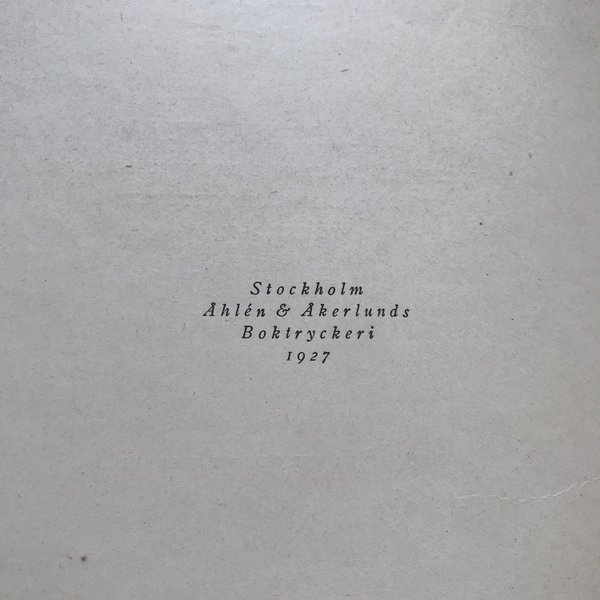 Stockholm
Åhlén & Åkerlunds
Boktryckeri
1927